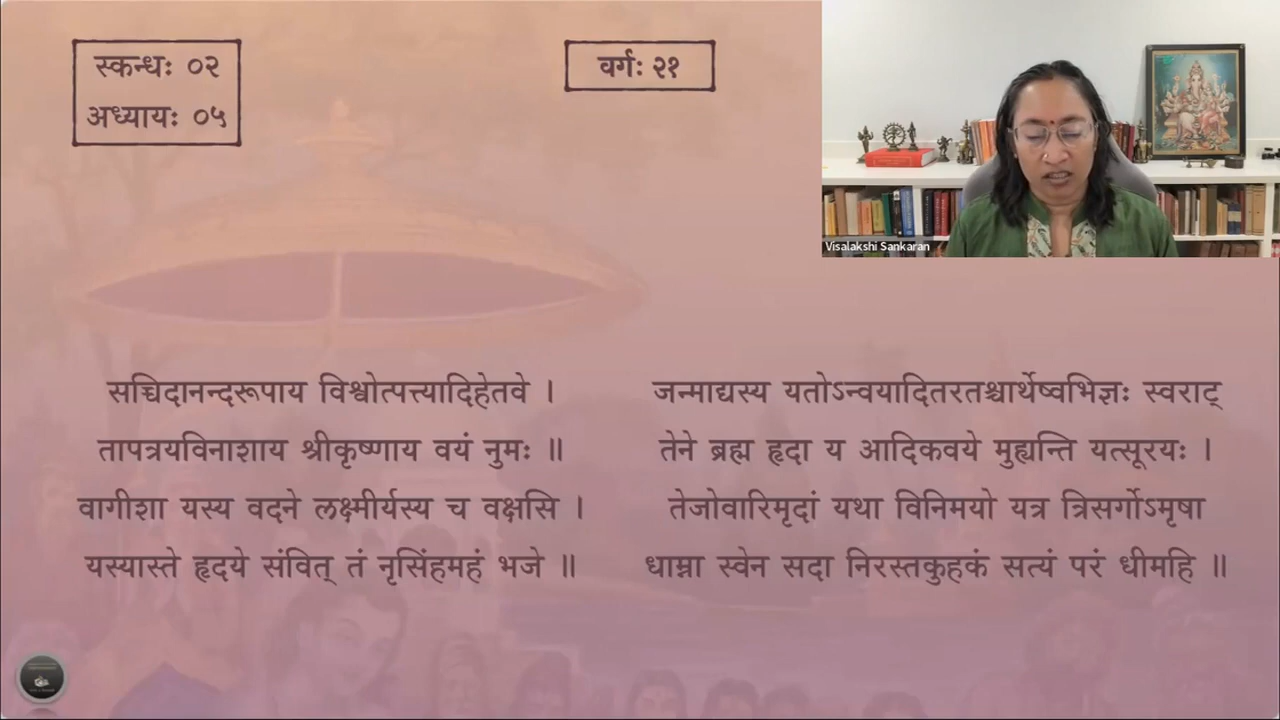 स्कन्धः ०२
अध्यायः ०५
वर्गः २१
Visalakshi Sankaran
सच्चिदानन्दरूपाय विश्वोत्पत्त्यादिहेतवे ।
तापत्रयविनाशाय श्रीकृष्णाय वयं नुमः ॥
वागीशा यस्य वदने लक्ष्मीर्यस्य च वक्षसि ।
यस्यास्ते हृदये संवित् तं नृसिंहमहं भजे ॥
जन्माद्यस्य यतोऽन्वयादितरतश्चार्थेष्वभिज्ञः स्वराट्
तेने ब्रह्म हृदा य आदिकवये मुह्यन्ति यत्सूरयः ।
तेजोवारिमृदां यथा विनिमयो यत्र त्रिसर्गोऽमृषा
धाम्ना स्वेन सदा निरस्तकुहकं सत्यं परं धीमहि ॥